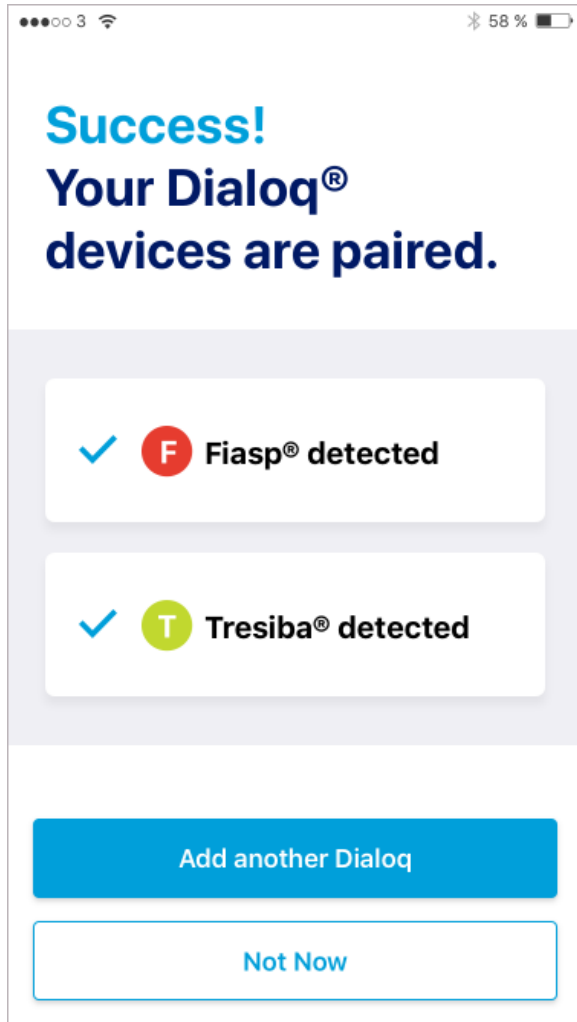 3 58 %
Success!
Your Dialoq®
devices are paired.
F Fiasp® detected
T Tresiba® detected
Add another Dialoq
Not Now